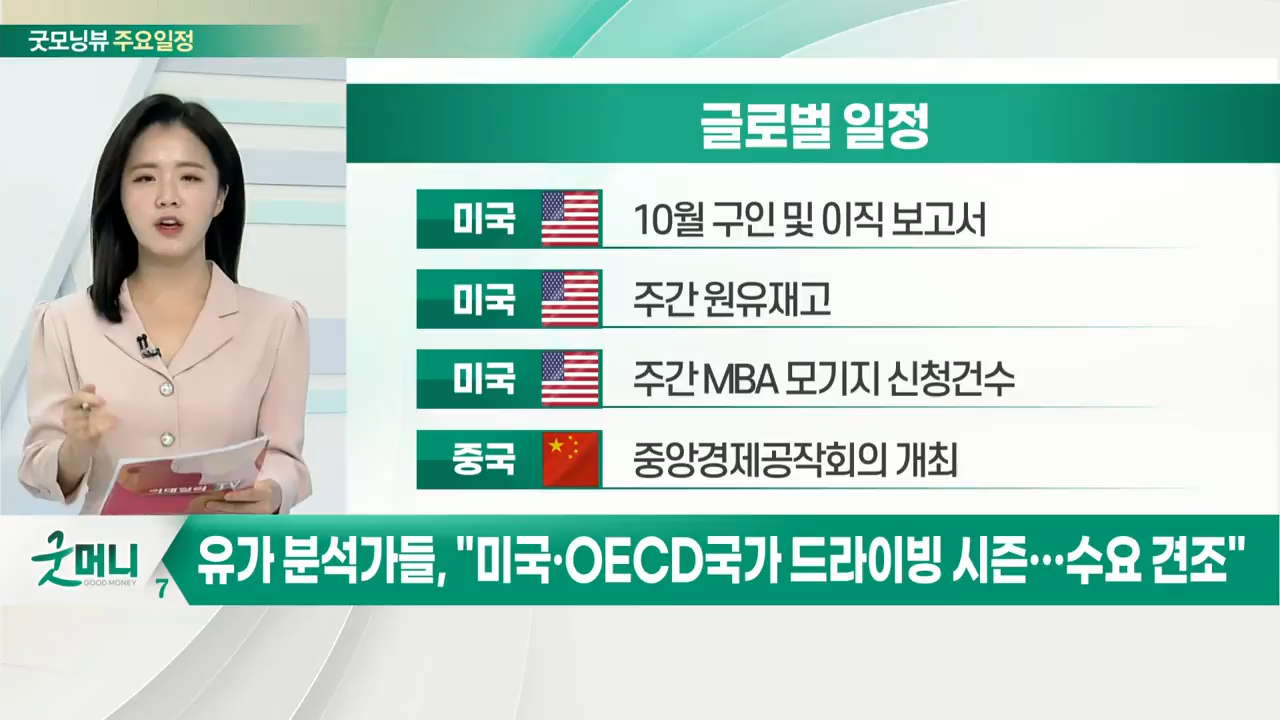 굿모닝뷰 주요일정
글로벌 일정
미국 10월 구인 및 이직 보고서
미국 주간 원유재고
미국 주간 MBA 모기지 신청건수
중국 중앙경제공작회의 개최
굿머니
GOOD MONEY
7
유가 분석가들, "미국·OECD국가 드라이빙 시즌…수요 견조"